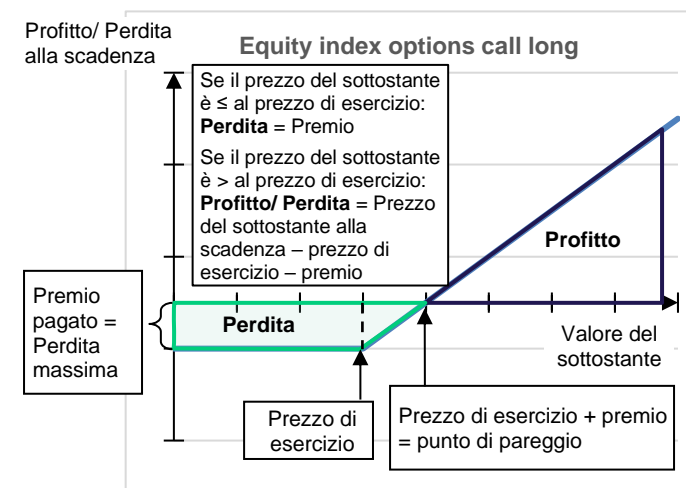 Profitto/ Perdita
alla scadenza
Equity index options call long
Se il prezzo del sottostante
è ≤ al prezzo di esercizio:
Perdita = Premio
Se il prezzo del sottostante
è > al prezzo di esercizio:
Profitto/ Perdita = Prezzo
del sottostante alla
scadenza – prezzo di
esercizio – premio
Profitto
Premio
pagato =
Perdita
massima
Perdita
Valore del
sottostante
Prezzo di
esercizio
Prezzo di esercizio + premio
= punto di pareggio